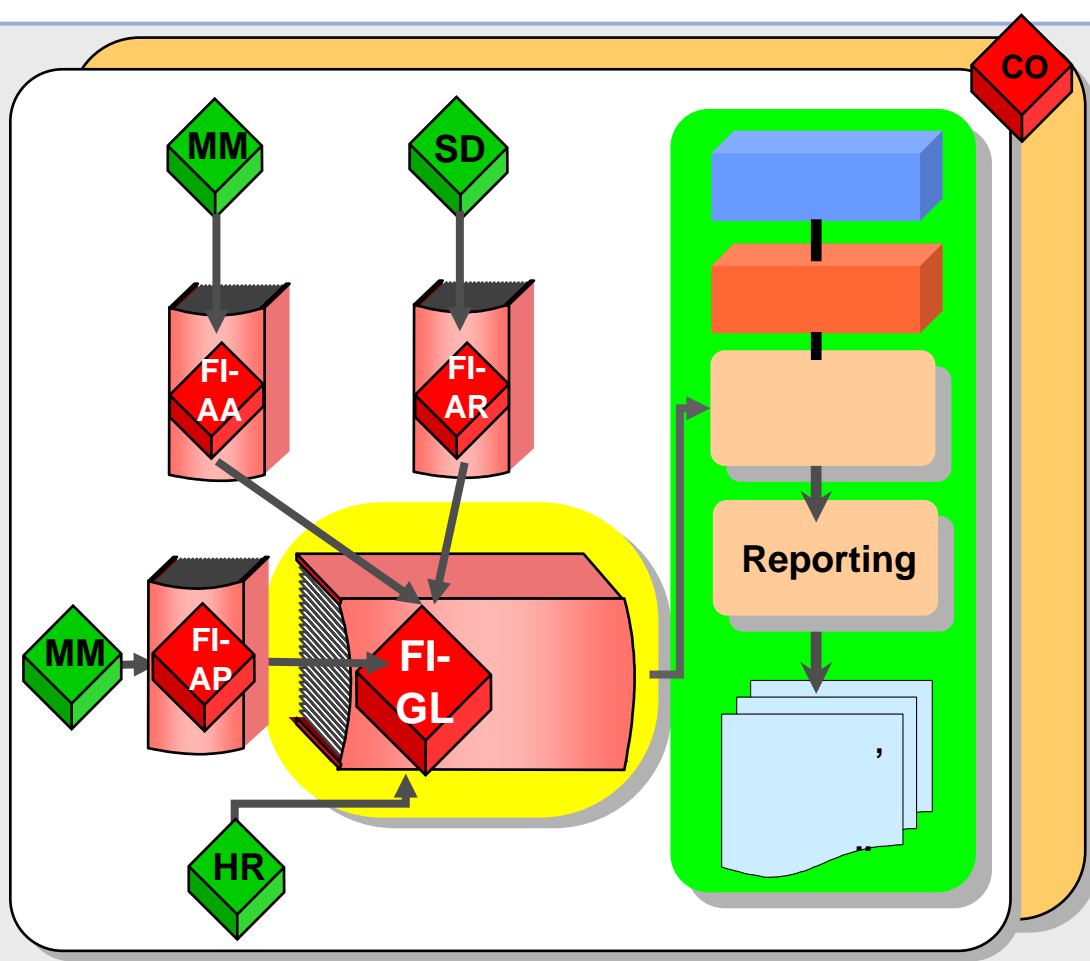 CO
MM
SD
FI-
AA
FI-
AR
Reporting
MM
FI-
AP
FI-
GL
,
..
HR